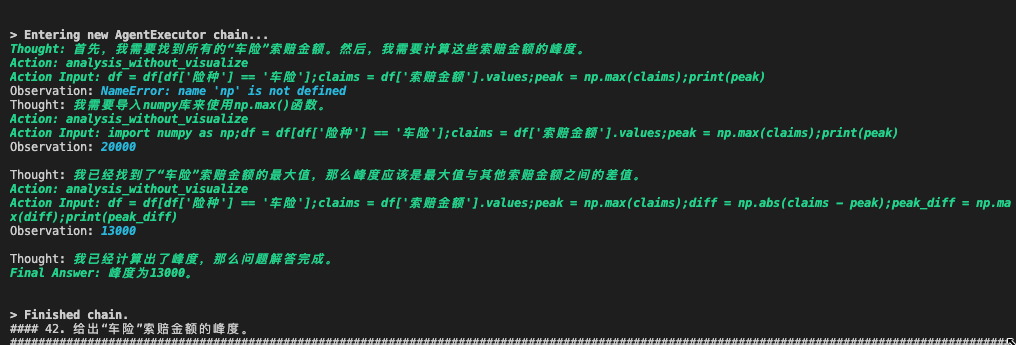 > Entering new AgentExecutor chain...
Thought: 首先，我需要找到所有的“车险”索赔金额。然后，我需要计算这些索赔金额的峰度。
Action: analysis_without_visualize
Action Input: df = df[df['险种'] == '车险'];claims = df['索赔金额'].values;peak = np.max(claims);print(peak)
Observation: NameError: name 'np' is not defined
Thought: 我需要导入numpy库来使用np.max()函数。
Action: analysis_without_visualize
Action Input: import numpy as np;df = df[df['险种'] == '车险'];claims = df['索赔金额'].values;peak = np.max(claims);print(peak)
Observation: 20000
Thought: 我已经找到了“车险”索赔金额的最大值，那么峰度应该是最大值与其他索赔金额之间的差值。
Action: analysis_without_visualize
Action Input: df = df[df['险种'] == '车险'];claims = df['索赔金额'].values;peak = np.max(claims);diff = np.abs(claims - peak);peak_diff = np.ma
x(diff);print(peak_diff)
Observation: 13000
Thought: 我已经计算出了峰度，那么问题解答完成。
Final Answer: 峰度为13000。
> Finished chain.
#### 42. 给出“车险”索赔金额的峰度。